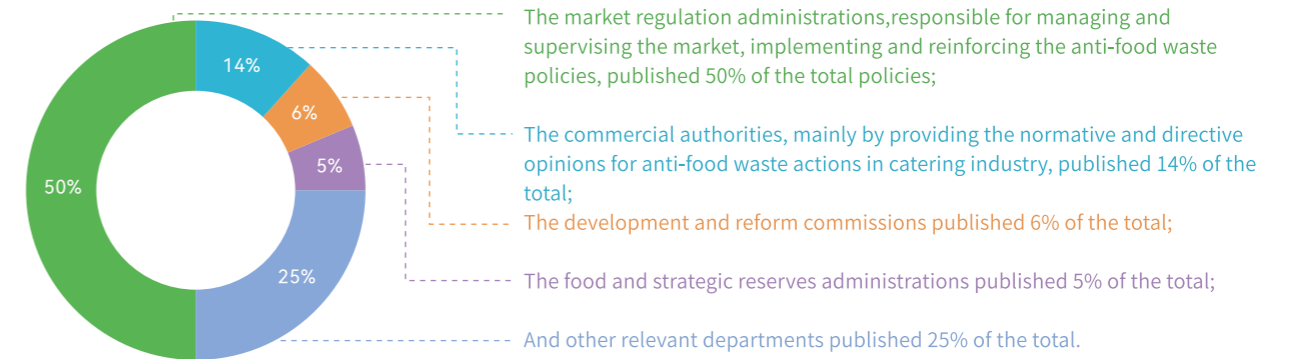 The market regulation administrations,responsible for managing and
supervising the market, implementing and reinforcing the anti-food waste
policies, published 50% of the total policies;
14%
6%
The commercial authorities, mainly by providing the normative and directive
opinions for anti-food waste actions in catering industry, published 14% of the
total;
5%
50%
The development and reform commissions published 6% of the total;
25%
The food and strategic reserves administrations published 5% of the total;
And other relevant departments published 25% of the total.